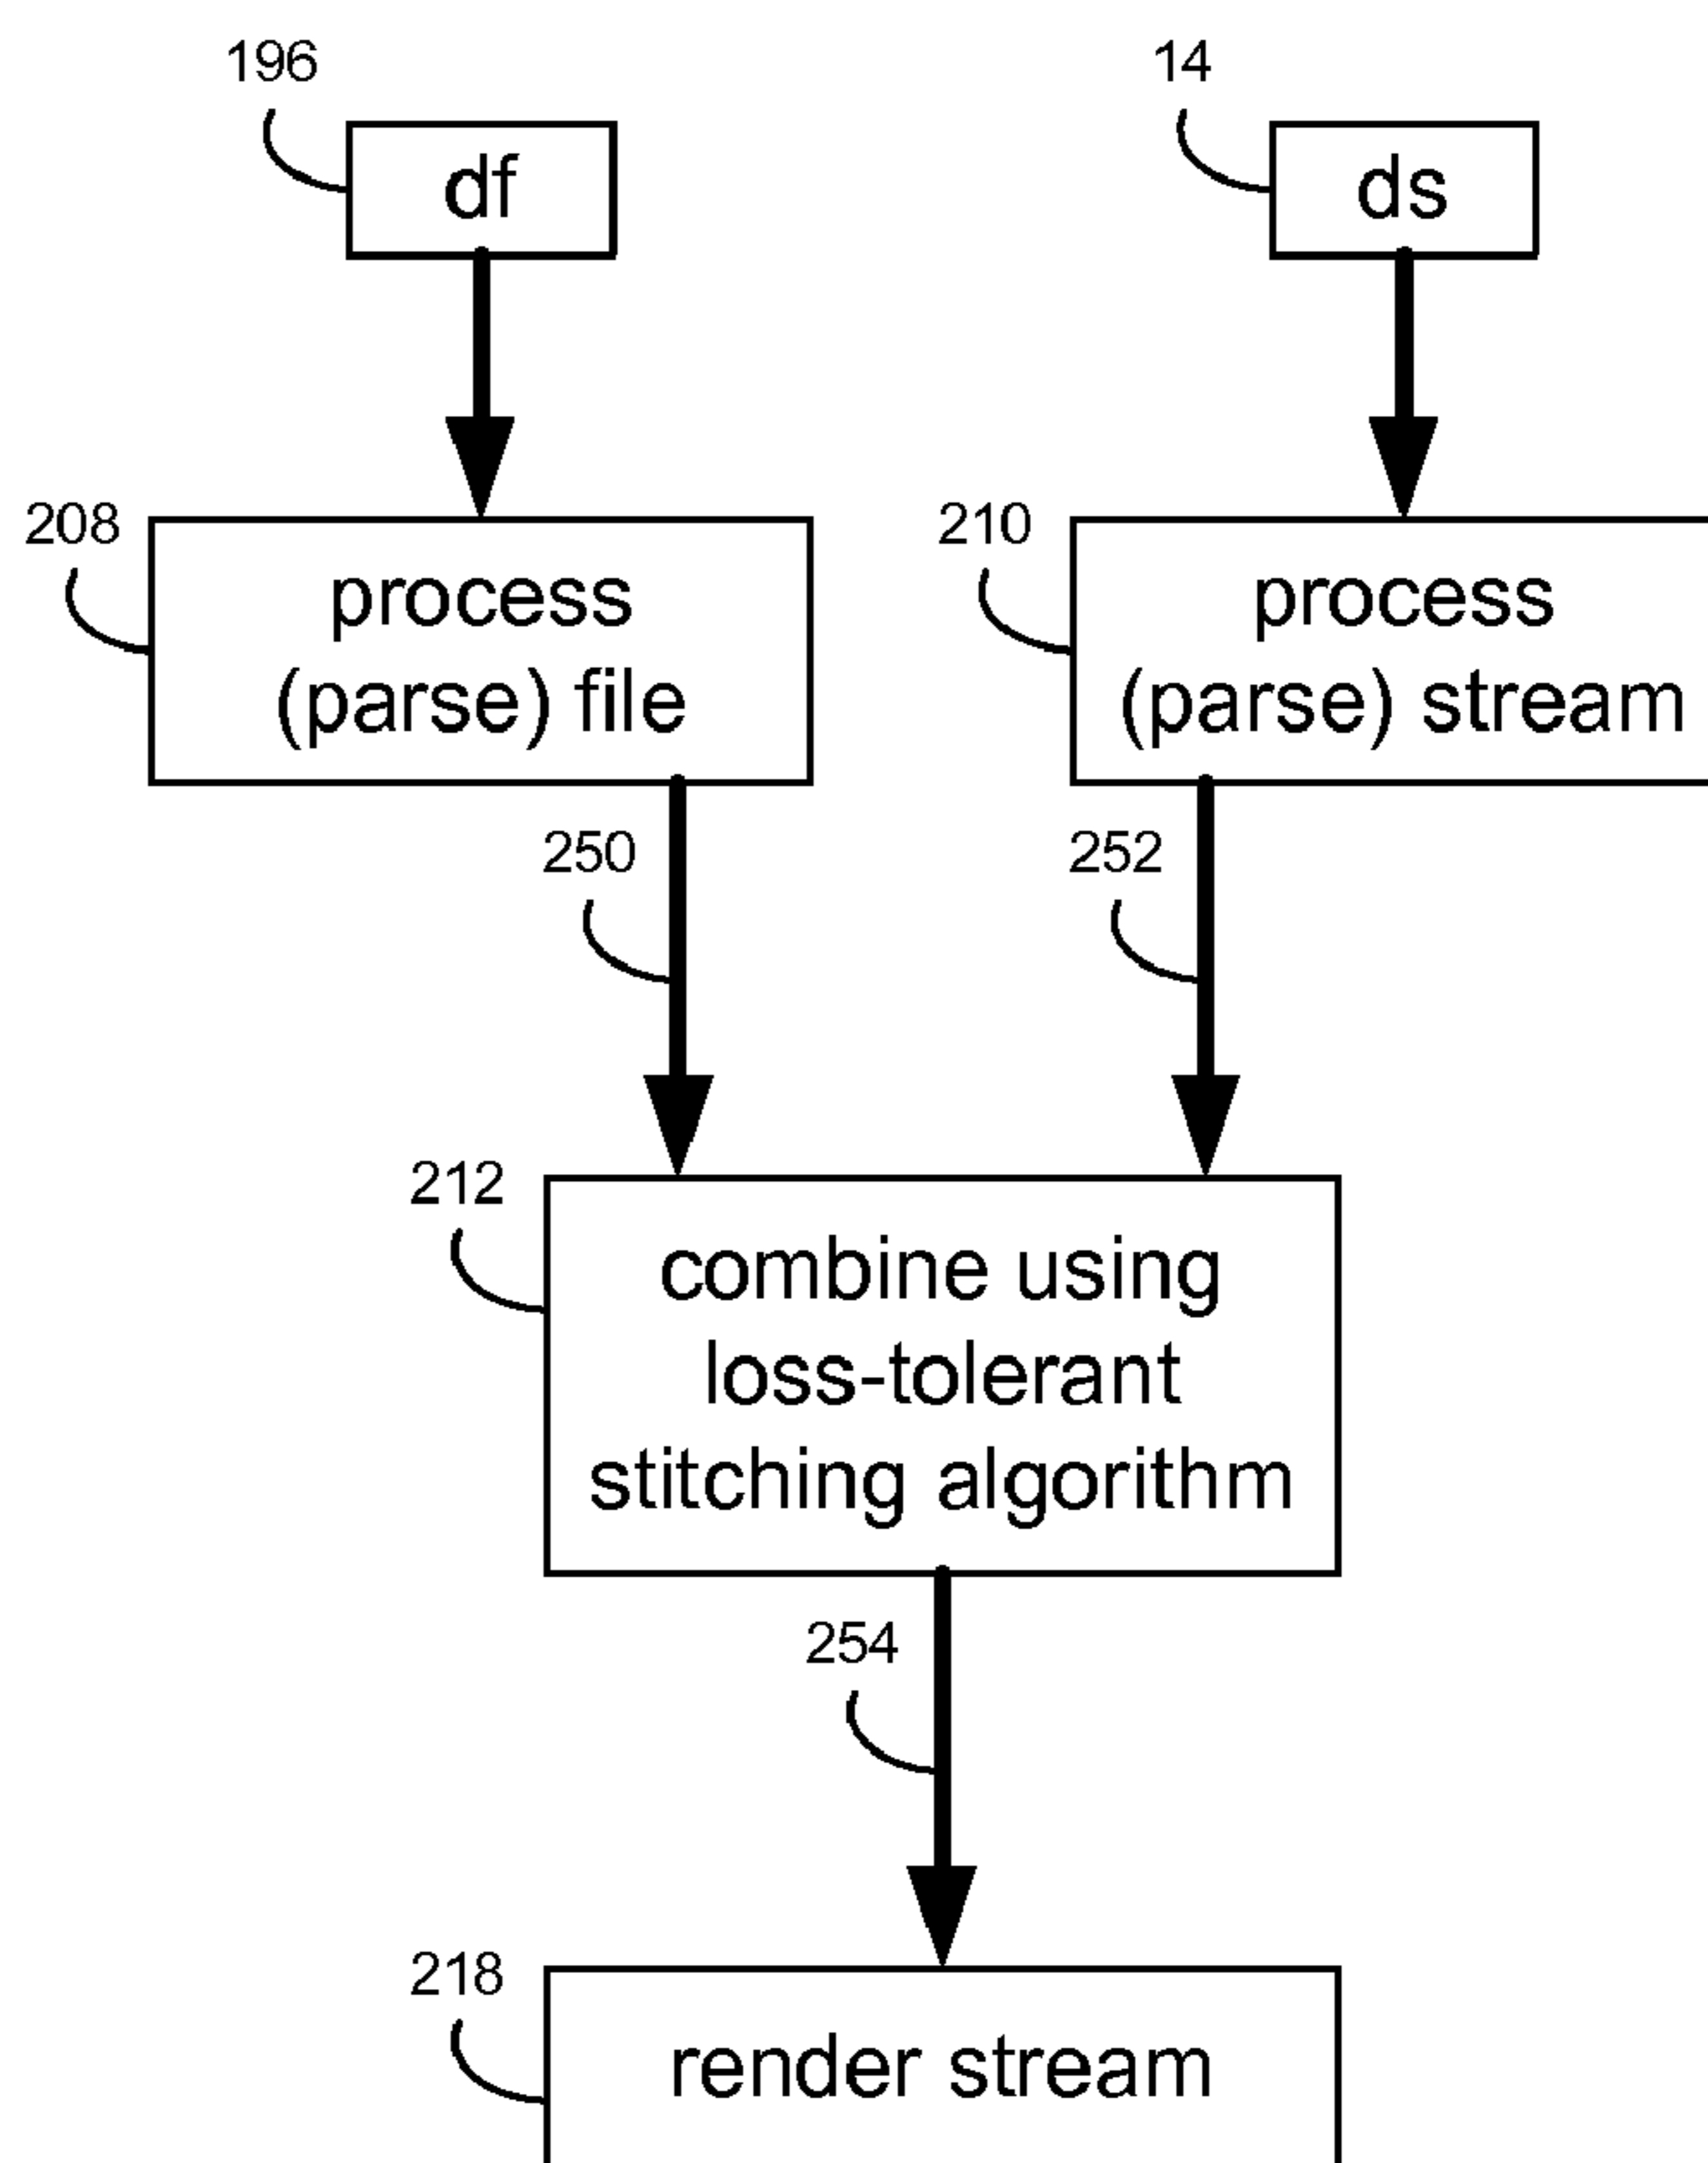 196
14
df
ds
208
210
process
(parse) file
process
(parse) stream
250
252
212
combine using
loss-tolerant
stitching algorithm
254
218
render stream